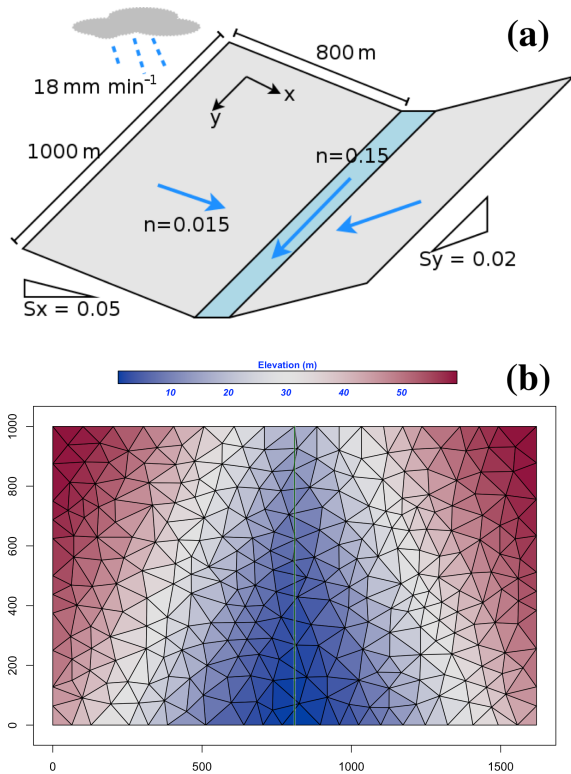 (a)
800 m
18 mm min⁻¹
x
y
1000 m
n=0.15
n=0.015
Sy = 0.02
Sx = 0.05
(b)
Elevation (m)
10 20 30 40 50
1000
800
600
400
200
0
0 500 1000 1500